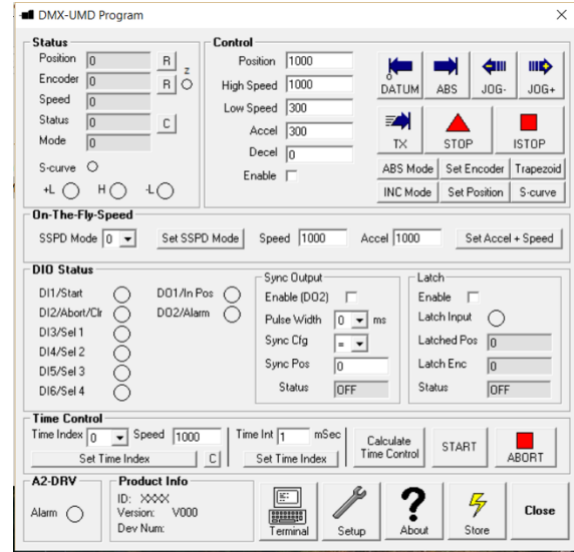 DMX-UMD Program
Status
Position 0 R
Encoder 0 R Z
Speed 0
Status 0 C
Mode 0
S-curve
+L H -L
Control
Position 1000
High Speed 1000
Low Speed 300
Accel 300
Decel 0
Enable
DATUM ABS JOG- JOG+
TX STOP ISTOP
ABS Mode Set Encoder Trapezoid
INC Mode Set Position S-curve
On-The-Fly-Speed
SSPD Mode 0 Set SSPD Mode Speed 1000 Accel 1000 Set Accel + Speed
DIO Status
DI1/Start DO1/In Pos
DI2/Abort/Clr DO2/Alarm
DI3/Sel 1
DI4/Sel 2
DI5/Sel 3
DI6/Sel 4
Sync Output
Enable (DO2)
Pulse Width 0 ms
Sync Cfg =
Sync Pos 0
Status OFF
Latch
Enable
Latch Input
Latched Pos 0
Latch Enc 0
Status OFF
Time Control
Time Index 0 Speed 1000 Time Int 1 mSec
Set Time Index C Set Time Index
Calculate
Time Control
START
ABORT
A2-DRV
Alarm
Product Info
ID: XXXX
Version: V000
Dev Num:
Terminal Setup About Store Close